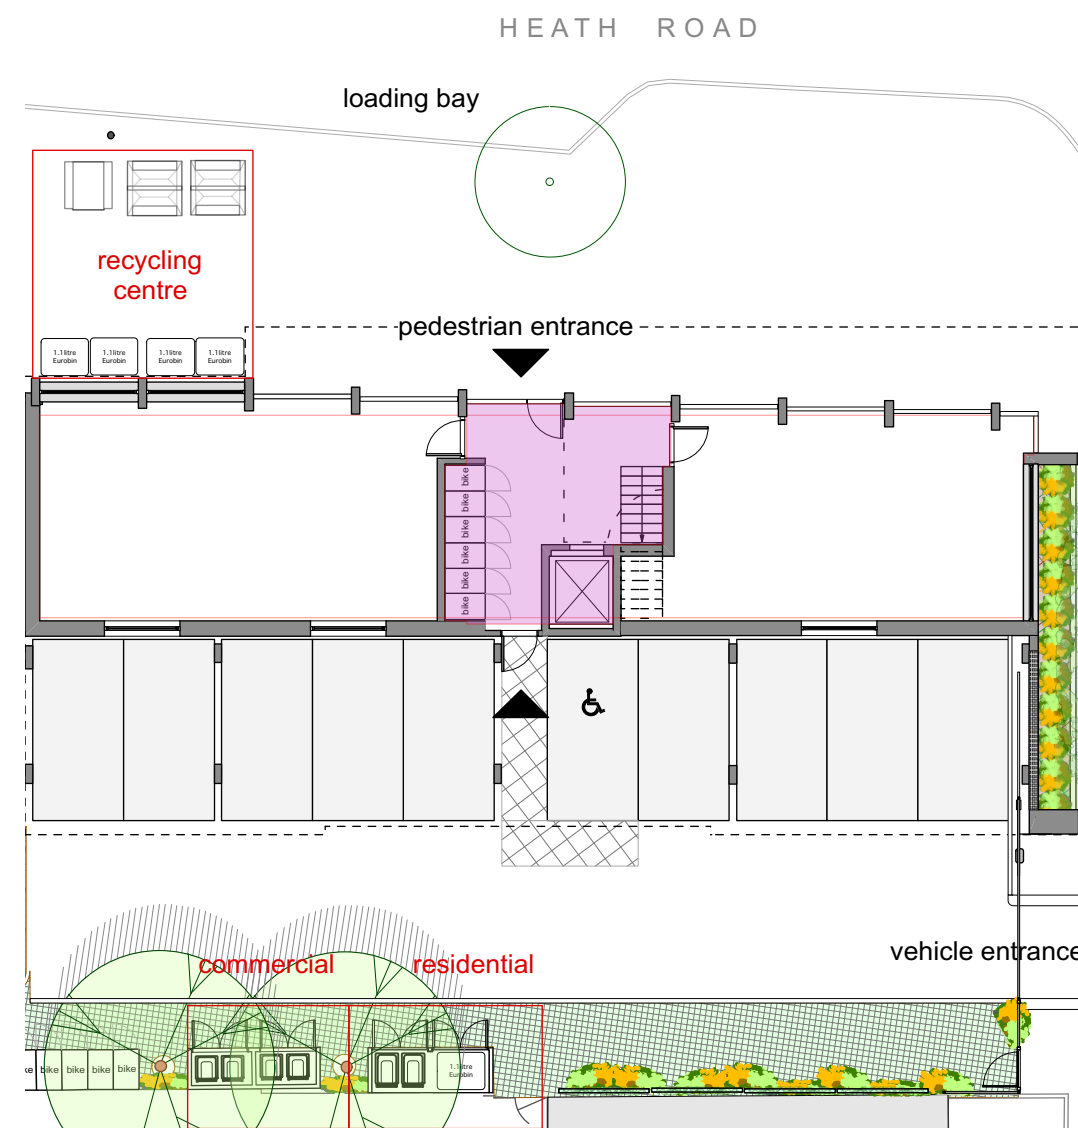 HEATH ROAD
loading bay
recycling
centre
pedestrian entrance
1.1litre
Eurobin
1.1litre
Eurobin
1.1litre
Eurobin
1.1litre
Eurobin
bike
bike
bike
bike
bike
bike
vehicle entrance
commercial
residential
ke
bike
bike
bike
bike
1.1litre
Eurobin